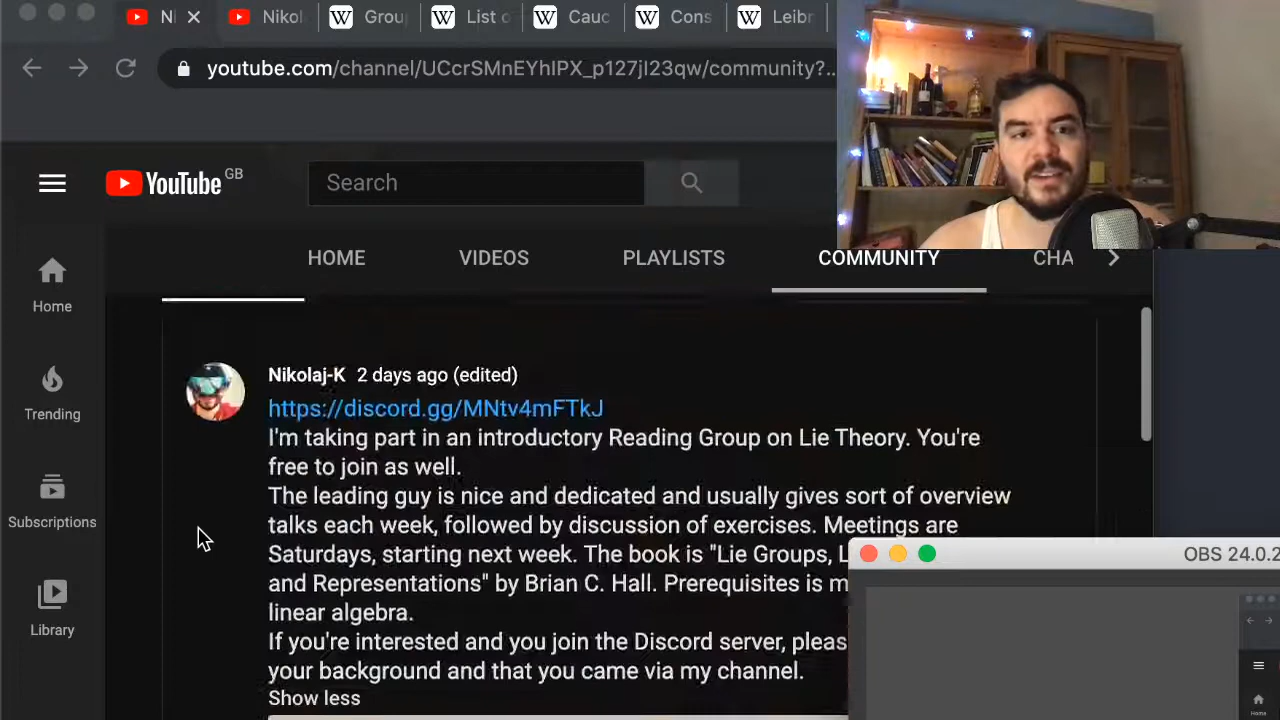 Ni
Nikol
Grou
List o
Cauc
Cons
Leibr
youtube.com/channel/UCcrSMnEYhIPX_p127jI23qw/community?..
YouTube GB
Search
HOME VIDEOS PLAYLISTS COMMUNITY CHA
Home
Trending
Subscriptions
Library
Nikolaj-K 2 days ago (edited)
https://discord.gg/MNtv4mFTkJ
I'm taking part in an introductory Reading Group on Lie Theory. You're
free to join as well.
The leading guy is nice and dedicated and usually gives sort of overview
talks each week, followed by discussion of exercises. Meetings are
Saturdays, starting next week. The book is "Lie Groups, L
and Representations" by Brian C. Hall. Prerequisites is m
linear algebra.
If you're interested and you join the Discord server, pleas
your background and that you came via my channel.
Show less
OBS 24.0.2
Home